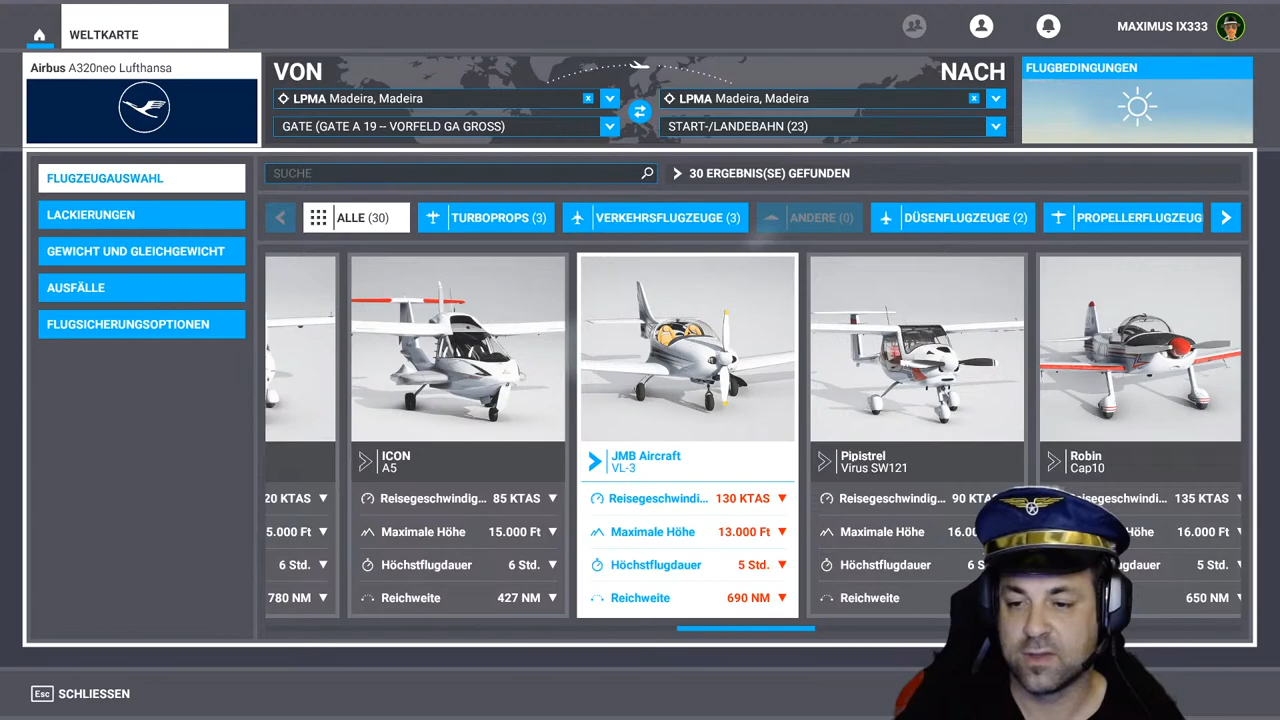 WELTKARTE
MAXIMUS IX333
Airbus A320neo Lufthansa
VON
NACH
LPMA Madeira, Madeira
x
LPMA Madeira, Madeira
x
GATE (GATE A 19 -- VORFELD GA GROSS)
START-/LANDEBAHN (23)
FLUGBEDINGUNGEN
FLUGZEUGAUSWAHL
LACKIERUNGEN
GEWICHT UND GLEICHGEWICHT
AUSFÄLLE
FLUGSICHERUNGSOPTIONEN
SUCHE
30 ERGEBNIS(SE) GEFUNDEN
ALLE (30)
TURBOPROPS (3)
VERKEHRSFLUGZEUGE (3)
ANDERE (0)
DÜSENFLUGZEUGE (2)
PROPELLERFLUGZEUG
20 KTAS
5.000 Ft
6 Std.
780 NM
ICON
A5
Reisegeschwindig... 85 KTAS
Maximale Höhe 15.000 Ft
Höchstflugdauer 6 Std.
Reichweite 427 NM
JMB Aircraft
VL-3
Reisegeschwindi... 130 KTAS
Maximale Höhe 13.000 Ft
Höchstflugdauer 5 Std.
Reichweite 690 NM
Pipistrel
Virus SW121
Reisegeschwindig... 90 KTAS
Maximale Höhe 16.00
Höchstflugdauer 6 S
Reichweite
Robin
Cap10
Reisegeschwindi... 135 KTAS
Maximale Höhe 16.000 Ft
Höchstflugdauer 5 Std.
650 NM
Esc SCHLIESSEN